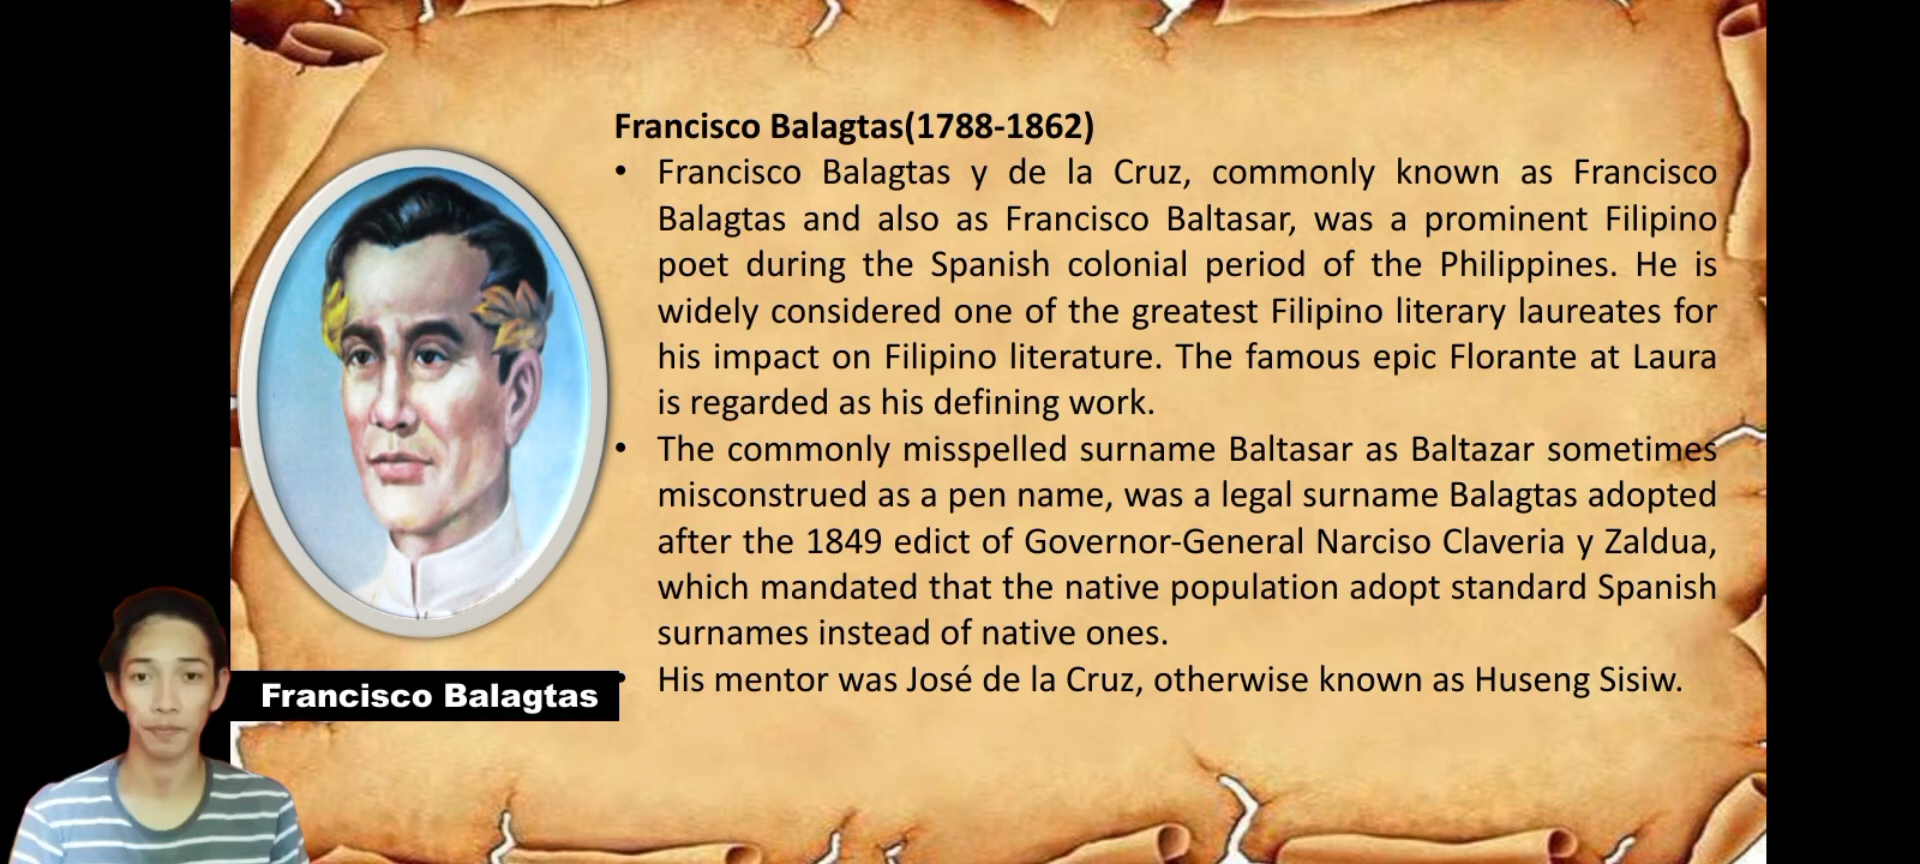 Francisco Balagtas(1788-1862)
• Francisco Balagtas y de la Cruz, commonly known as Francisco
Balagtas and also as Francisco Baltasar, was a prominent Filipino
poet during the Spanish colonial period of the Philippines. He is
widely considered one of the greatest Filipino literary laureates for
his impact on Filipino literature. The famous epic Florante at Laura
is regarded as his defining work.
• The commonly misspelled surname Baltasar as Baltazar sometimes
misconstrued as a pen name, was a legal surname Balagtas adopted
after the 1849 edict of Governor-General Narciso Claveria y Zaldua,
which mandated that the native population adopt standard Spanish
surnames instead of native ones.
• His mentor was José de la Cruz, otherwise known as Huseng Sisiw.
Francisco Balagtas